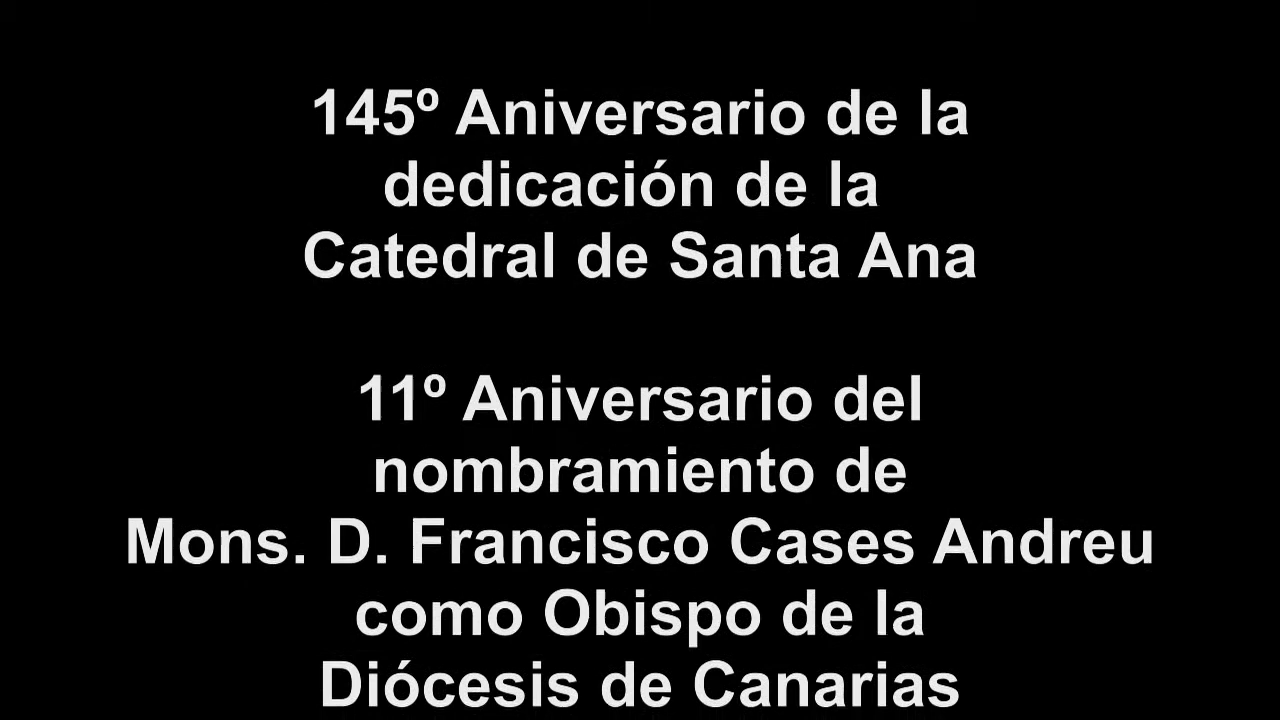 145º Aniversario de la
dedicación de la
Catedral de Santa Ana
11º Aniversario del
nombramiento de
Mons. D. Francisco Cases Andreu
como Obispo de la
Diócesis de Canarias